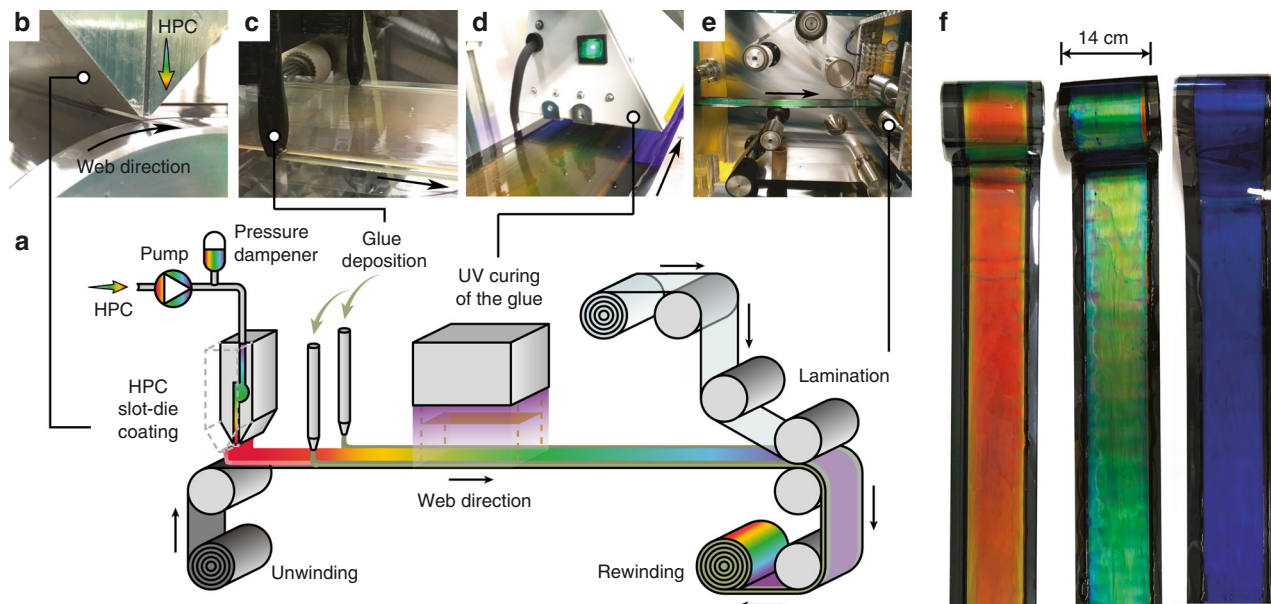 b
HPC
Web direction
c
d
e
f
14 cm
a
Pump
Pressure
dampener
Glue
deposition
UV curing
of the glue
HPC
HPC
slot-die
coating
Lamination
Web direction
Unwinding
Rewinding